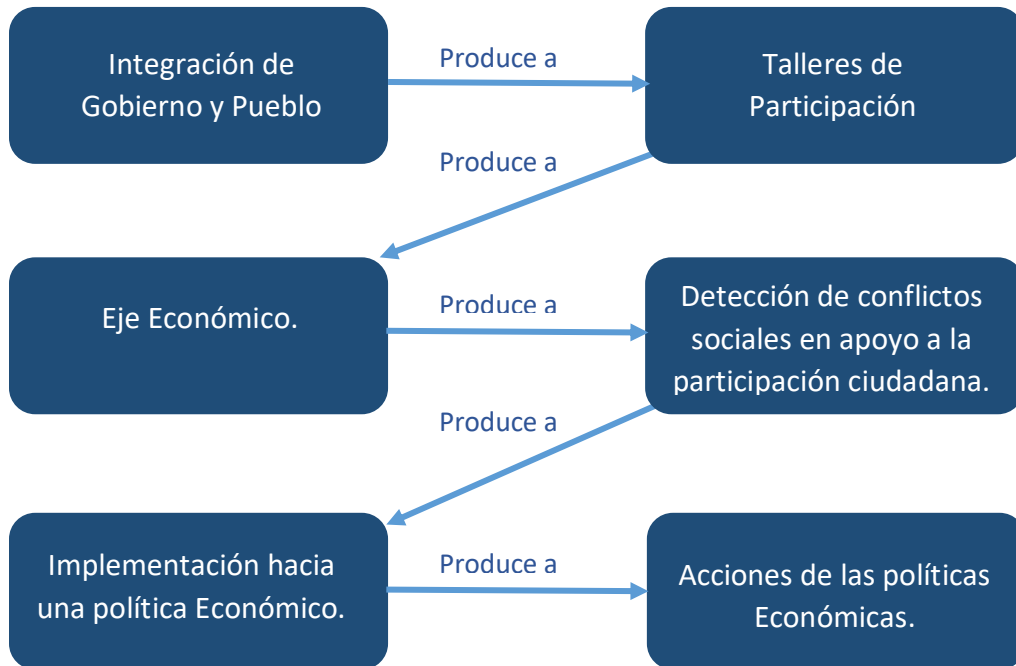 Integración de
Gobierno y Pueblo
Produce a
Talleres de
Participación
Produce a
Eje Económico.
Produce a
Detección de conflictos
sociales en apoyo a la
participación ciudadana.
Produce a
Implementación hacia
una política Económico.
Produce a
Acciones de las políticas
Económicas.